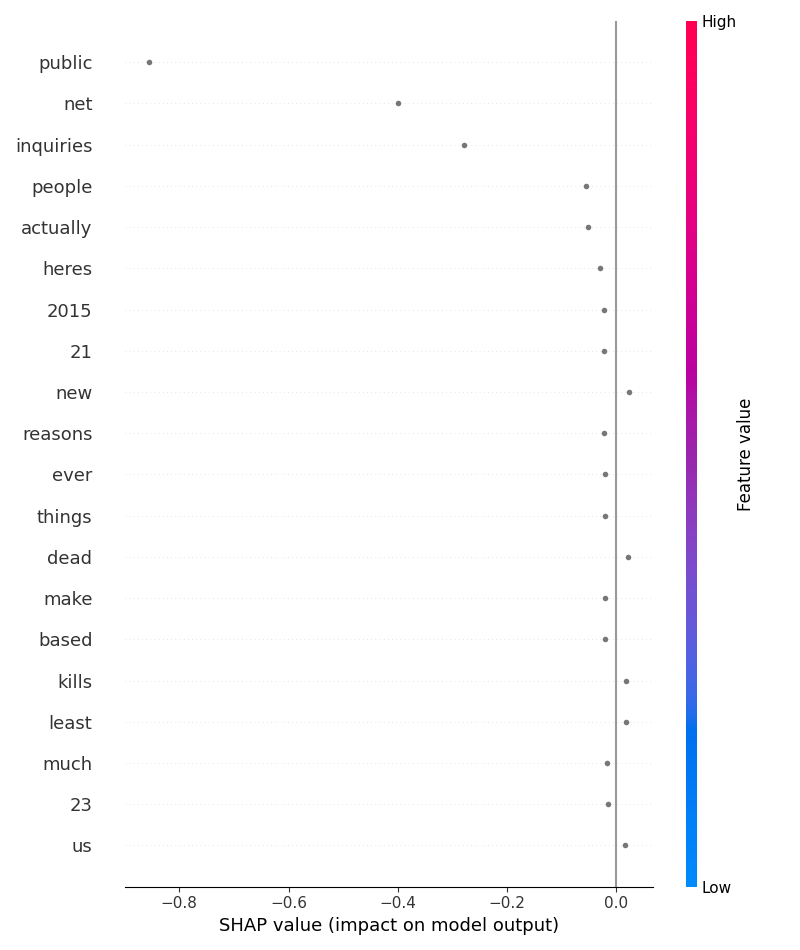 High
public
net
inquiries
people
actually
heres
2015
21
new
reasons
ever
things
dead
make
based
kills
least
much
23
us
Feature value
Low
−0.8 −0.6 −0.4 −0.2 0.0
SHAP value (impact on model output)